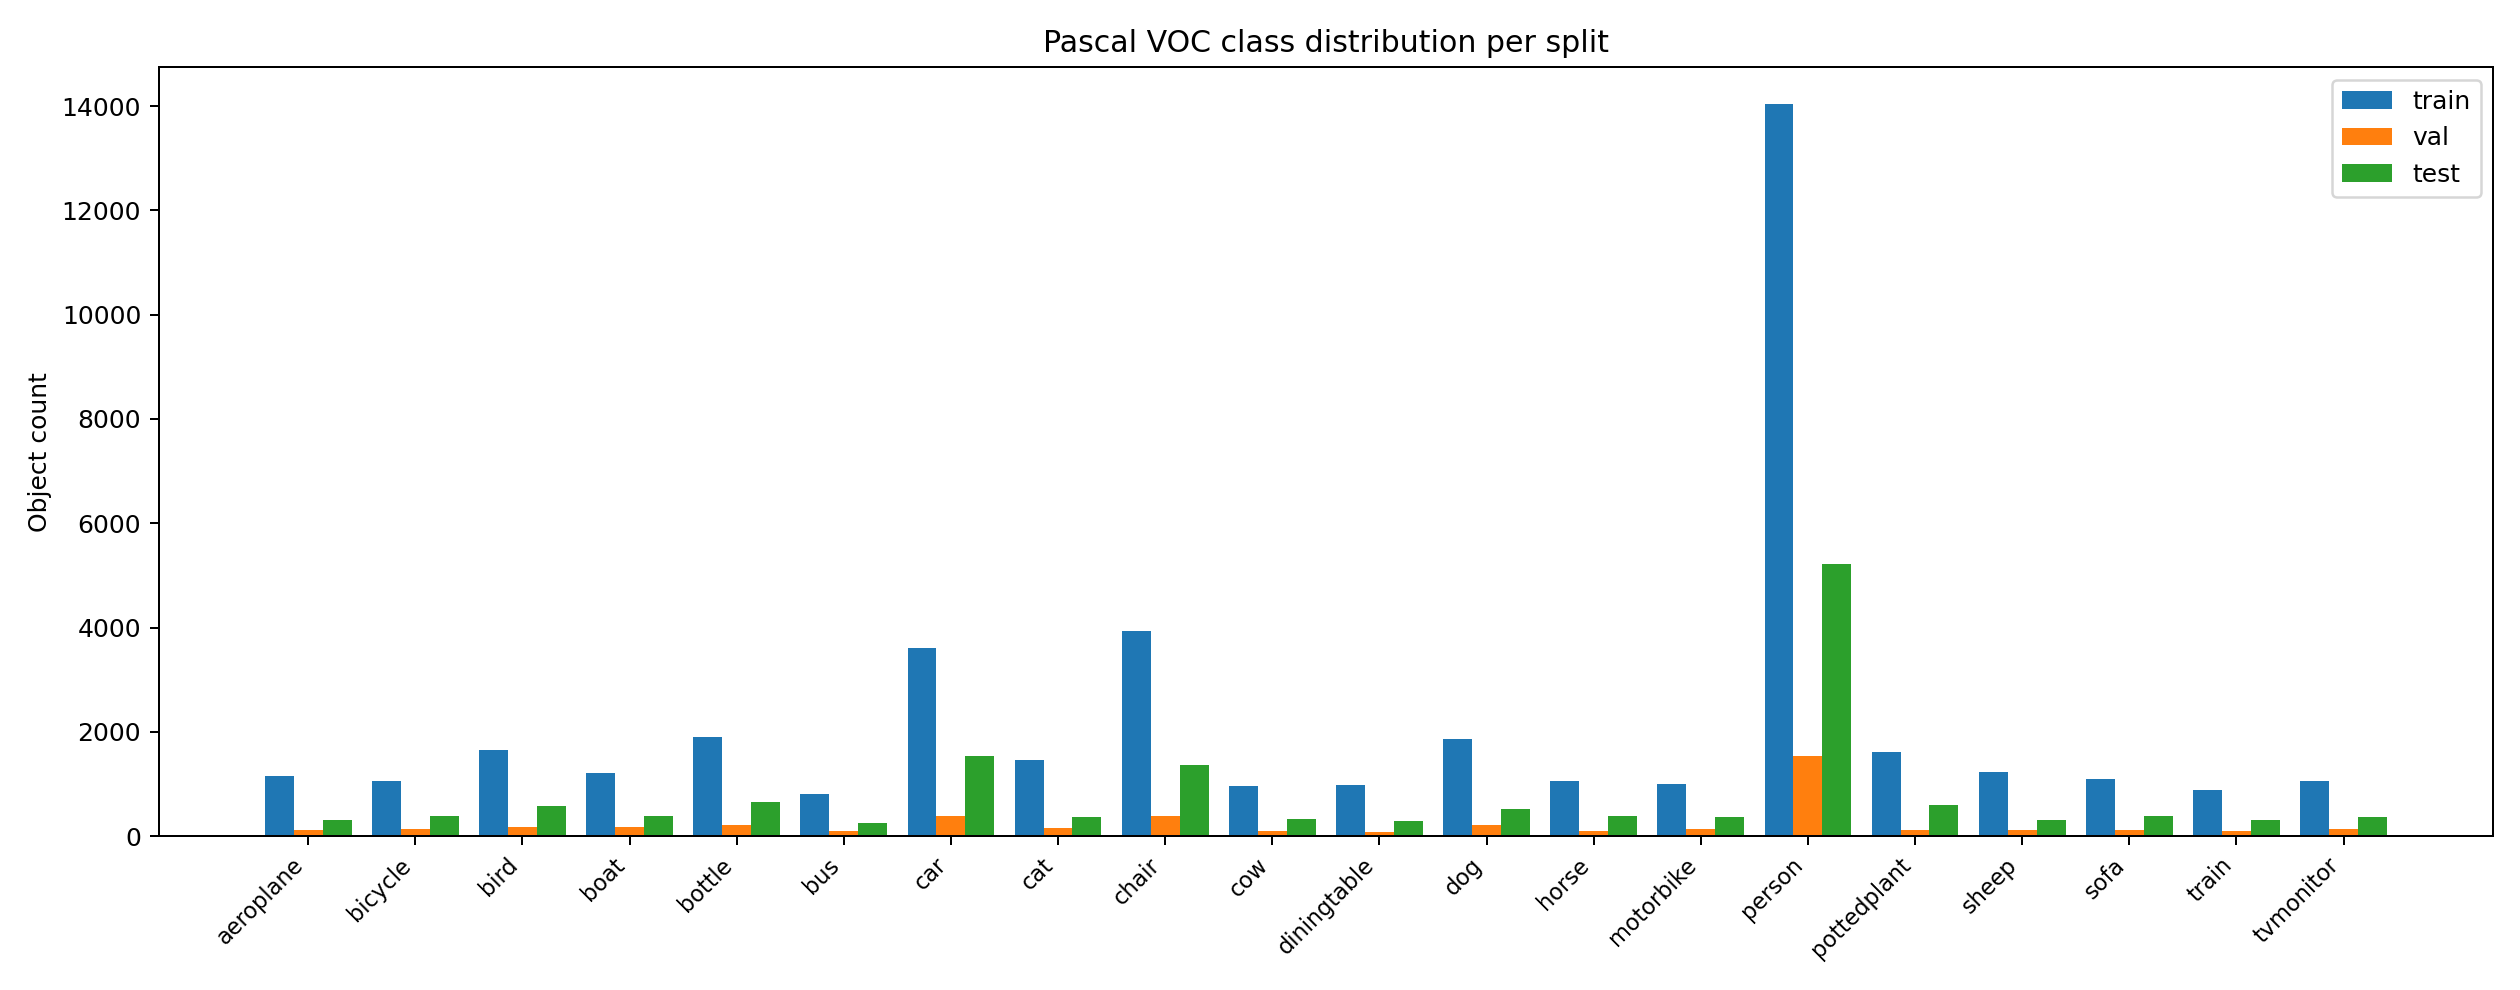 Pascal VOC class distribution per split
Object count
14000
12000
10000
8000
6000
4000
2000
0
train
val
test
aeroplane
bicycle
bird
boat
bottle
bus
car
cat
chair
cow
diningtable
dog
horse
motorbike
person
pottedplant
sheep
sofa
train
tvmonitor